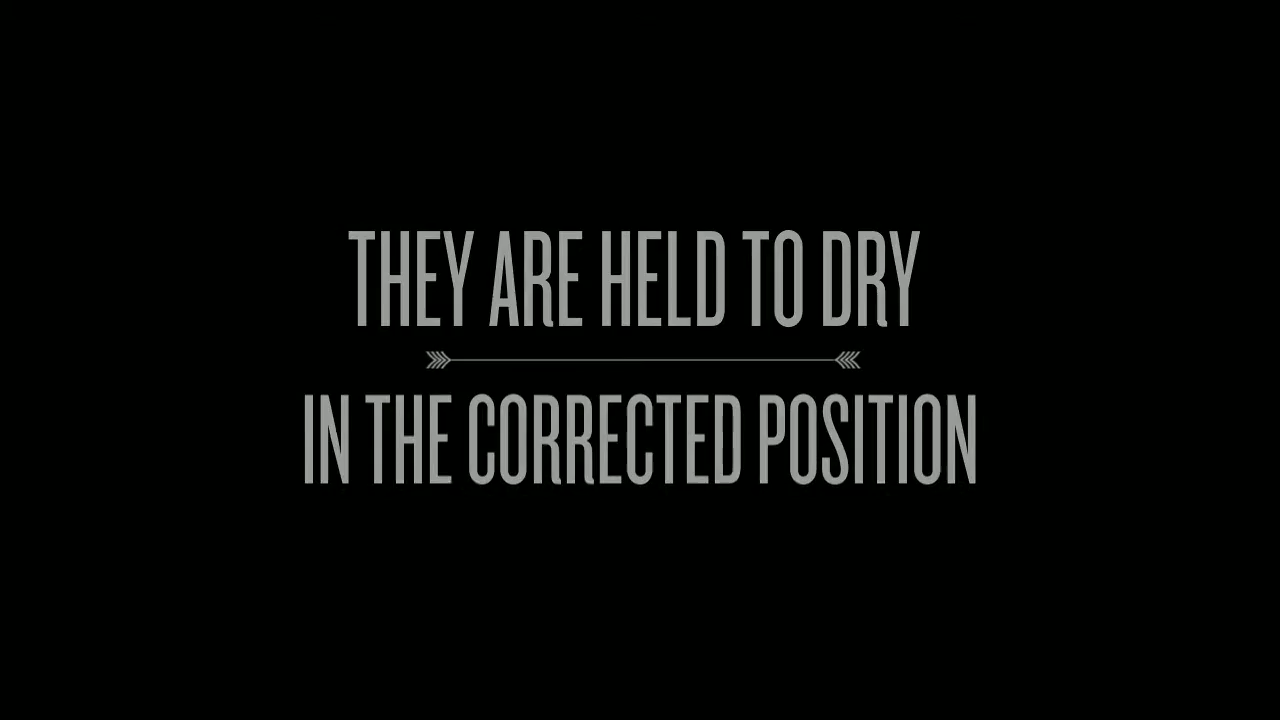 THEY ARE HELD TO DRY
IN THE CORRECTED POSITION